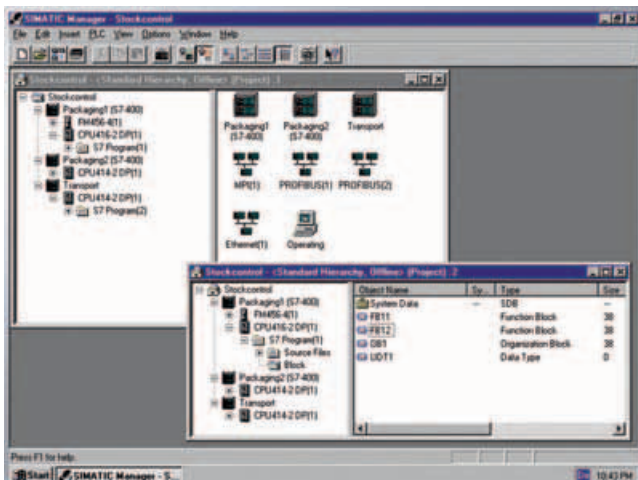 SIMATIC Manager - Stockcontrol
File Edit Insert PLC View Options Window Help
Stockcontrol - <Standard Hierarchy, Offline> (Project) :1
Stockcontrol
Packaging1 (S7-400)
FM456-4(1)
CPU416-2 DP(1)
S7 Program(1)
Packaging2 (S7-400)
CPU414-2 DP(1)
Transport
CPU414-2 DP(1)
S7 Program(2)
Packaging1 Packaging2 Transport
(S7-400) (S7-400)
MPI(1) PROFIBUS(1) PROFIBUS(2)
Ethernet(1) Operating
Stockcontrol - <Standard Hierarchy, Offline> (Project) :2
Stockcontrol
Packaging1 (S7-400)
FM456-4(1)
CPU416-2 DP(1)
S7 Program(1)
Source Files
Block
Packaging2 (S7-400)
CPU414-2 DP(1)
Transport
CPU414-2 DP(1)
Object Name Sy... Type Size
System Data -- SDB --
FB11 Function Block 38
FB12 Function Block 38
OB1 Organization Block 38
UDT1 Data Type 0
Press F1 for help.
Start SIMATIC Manager - S... 10:43 PM